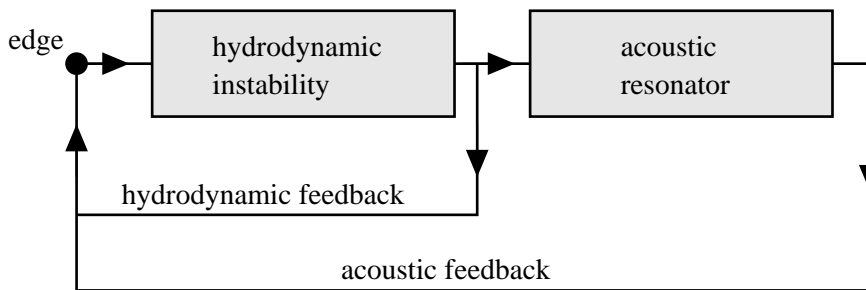 edge
hydrodynamic
instability
acoustic
resonator
hydrodynamic feedback
acoustic feedback